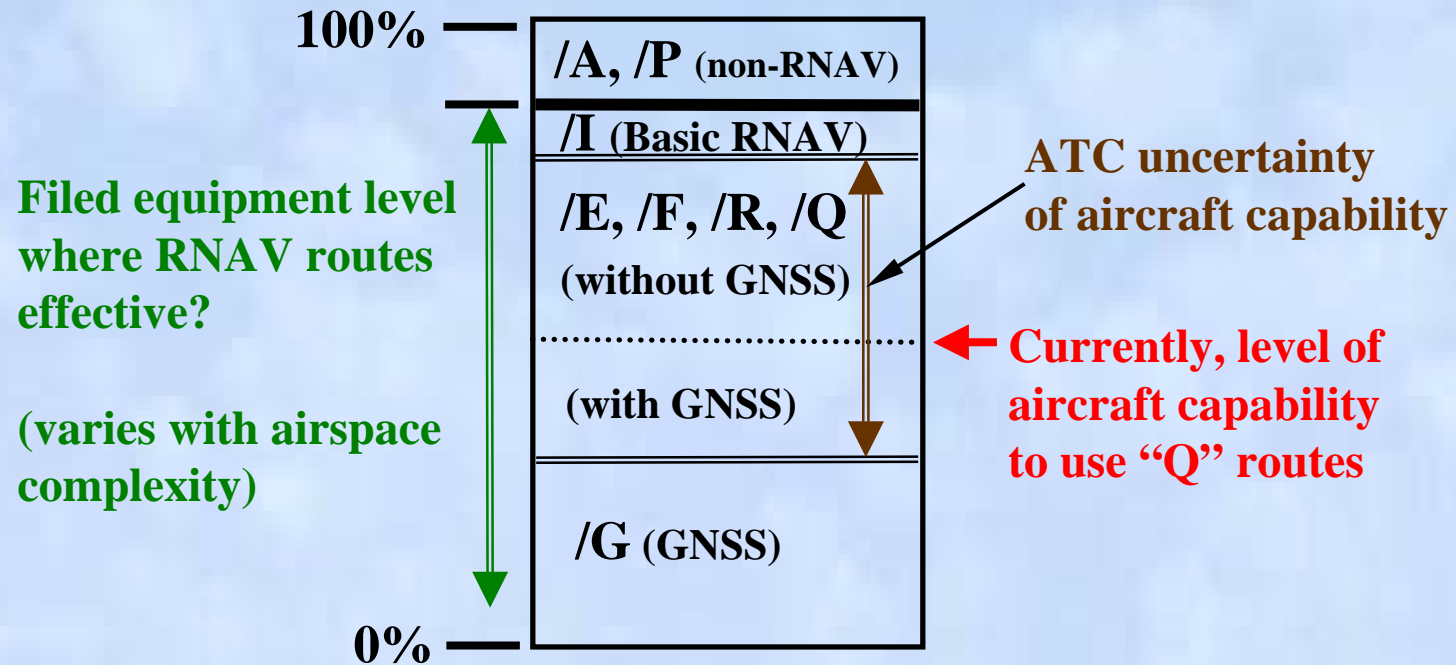 100%
/A, /P (non-RNAV)
/I (Basic RNAV)
/E, /F, /R, /Q
(without GNSS)
(with GNSS)
/G (GNSS)
0%
Filed equipment level
where RNAV routes
effective?
(varies with airspace
complexity)
ATC uncertainty
of aircraft capability
Currently, level of
aircraft capability
to use “Q” routes